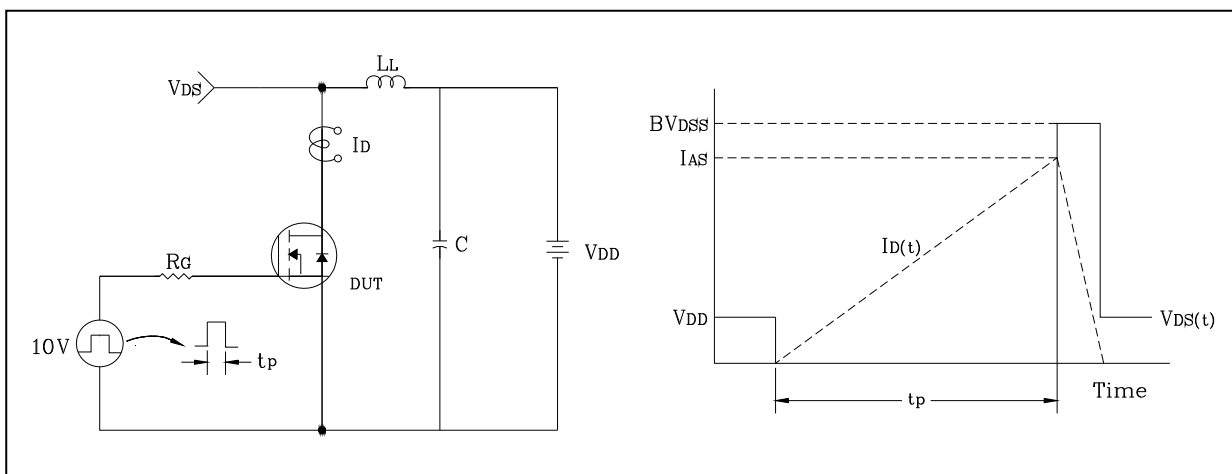 LL
VDS
ID
RG
DUT
C
VDD
10V
tp
BVDSS
IAS
ID(t)
VDD
VDS(t)
tp
Time